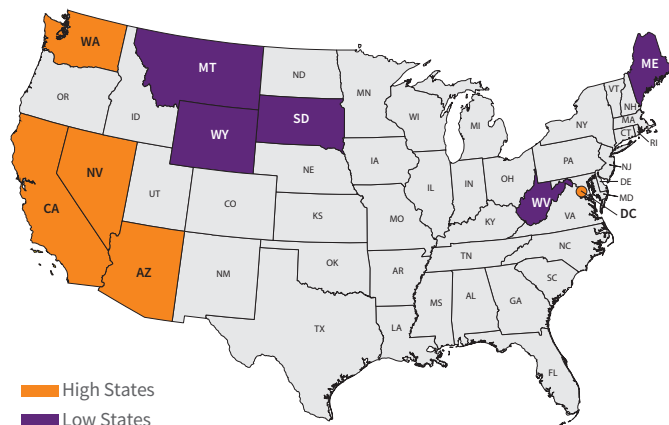 WA
ME
MT
ND
VT
MN
OR
NH
ID
SD
WI
NY
MA
WY
MI
CT
RI
IA
PA
NV
NE
NJ
OH
IL
IN
DE
UT
CA
CO
WV
MD
KS
MO
VA
DC
KY
NC
AZ
TN
OK
NM
AR
SC
MS
AL
GA
TX
LA
FL
High States
Low States